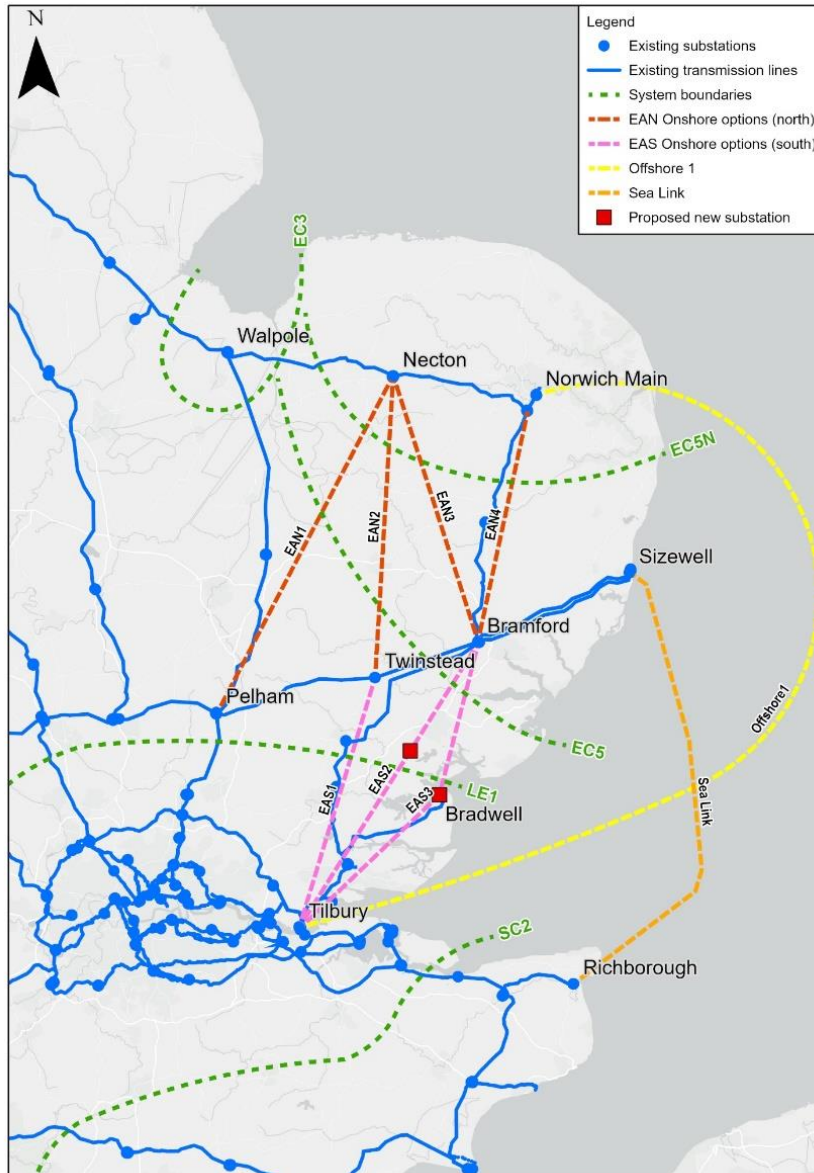 N
Legend
Existing substations
Existing transmission lines
System boundaries
EAN Onshore options (north)
EAS Onshore options (south)
Offshore 1
Sea Link
Proposed new substation
EC3
Walpole
Necton
Norwich Main
EC5N
EAN1
EAN2
EAN3
EAN4
Sizewell
Bramford
Twinstead
Pelham
Offshore1
EC5
EAS1
EAS2
EAS3
LE1
Bradwell
Sea Link
Tilbury
SC2
Richborough